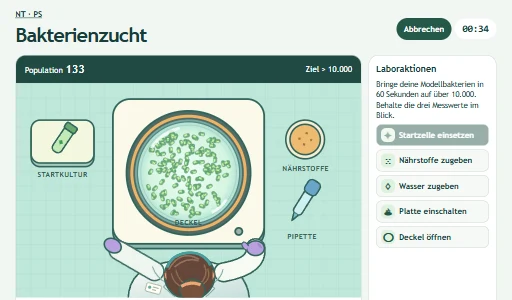 NT · PS
Bakterienzucht
Abbrechen
00:34
Population 133
Ziel > 10.000
STARTKULTUR
DECKEL
NÄHRSTOFFE
PIPETTE
Laboraktionen
Bringe deine Modellbakterien in
60 Sekunden auf über 10.000.
Behalte die drei Messwerte im
Blick.
Startzelle einsetzen
Nährstoffe zugeben
Wasser zugeben
Platte einschalten
Deckel öffnen